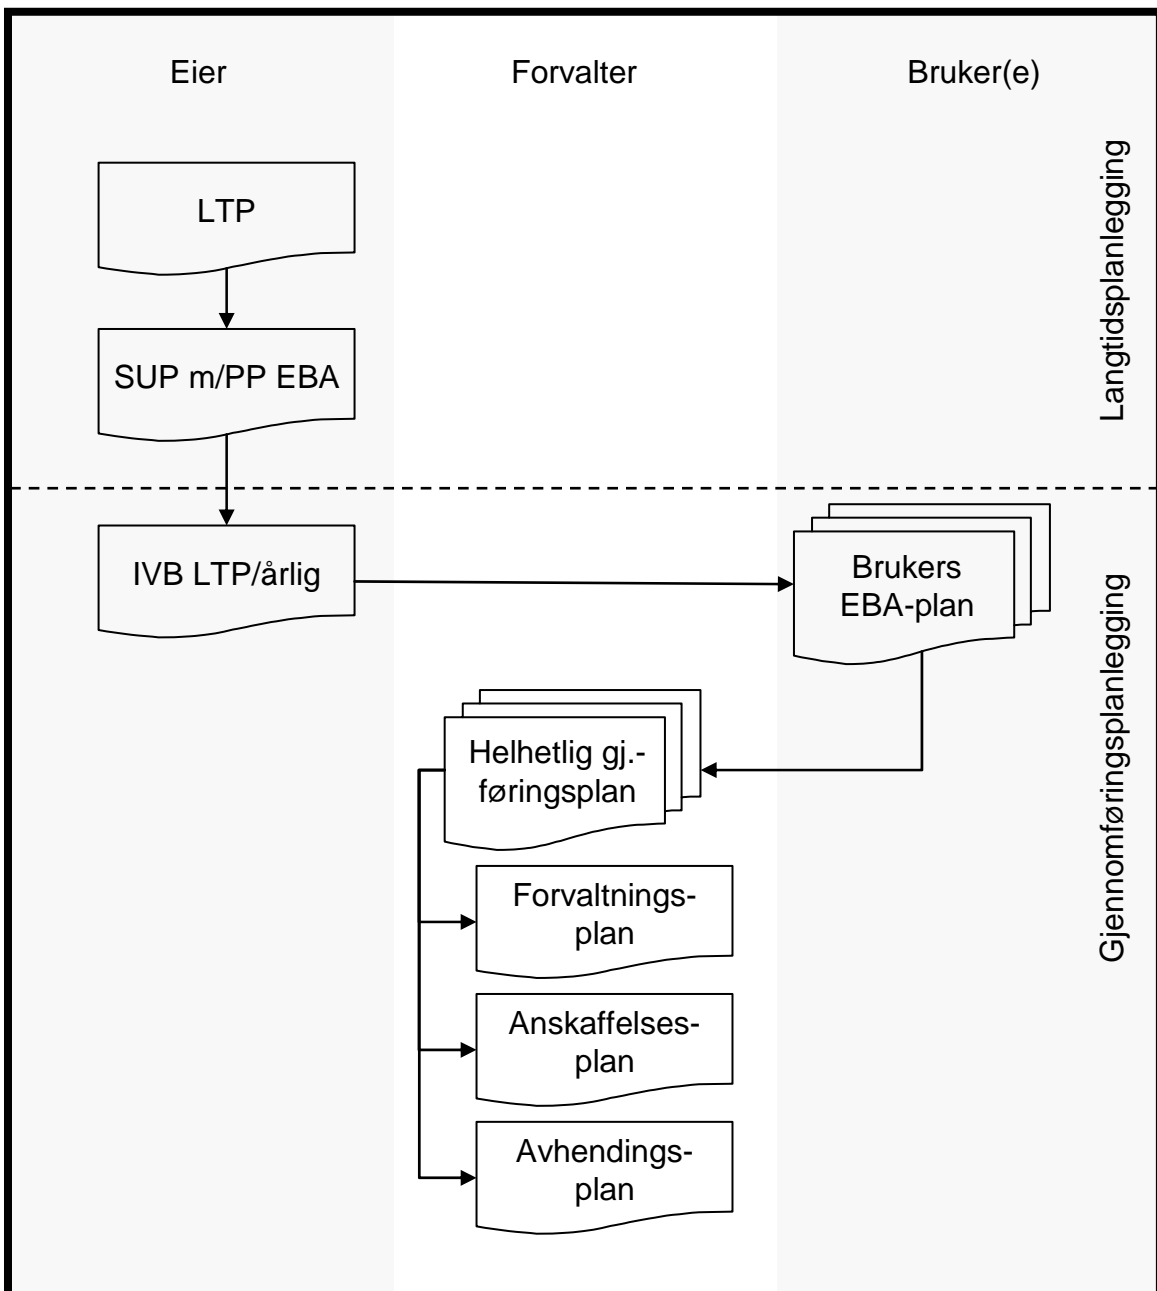 Eier
Forvalter
Bruker(e)
LTP
SUP m/PP EBA
Langtidsplanlegging
IVB LTP/årlig
Brukers
EBA-plan
Helhetlig gj.-
føringsplan
Forvaltnings-
plan
Anskaffelses-
plan
Avhendings-
plan
Gjennomføringsplanlegging